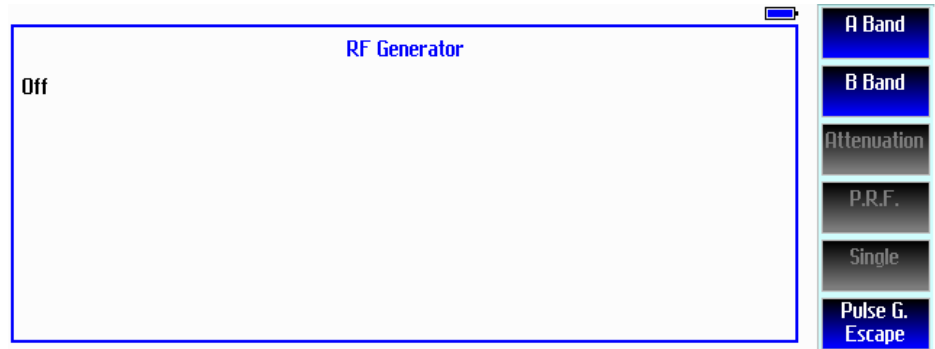 RF Generator
Off
A Band
B Band
Attenuation
P.R.F.
Single
Pulse G.
Escape